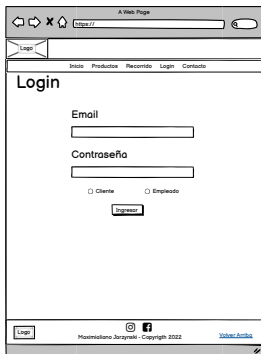 A Web Page
https://
Logo
Inicio Productos Recorrido Login Contacto
Login
Email
Contraseña
Cliente Empleado
Ingresar
Logo
Maximiliano Jarzynski - Copyrigth 2022
Volver Arriba